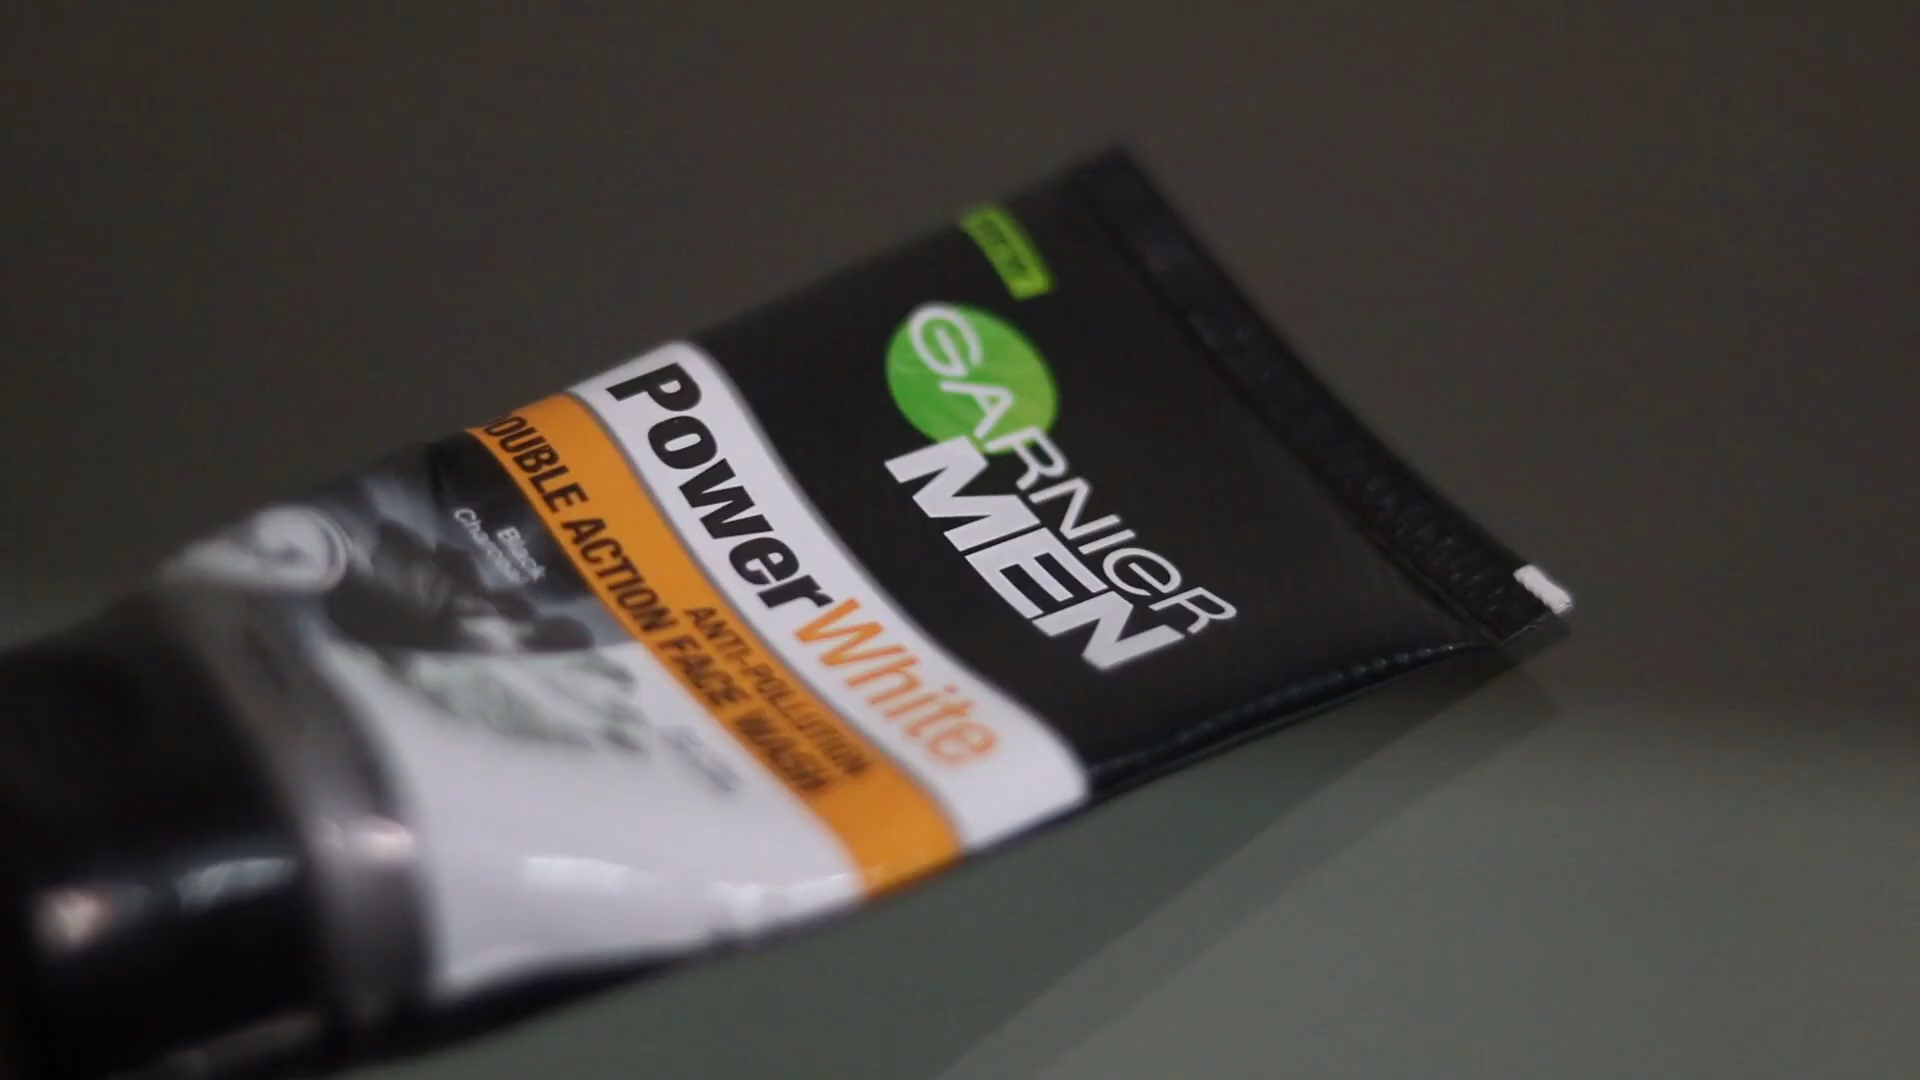 GARNIER
MEN
PowerWhite
ANTI-POLLUTION
DOUBLE ACTION FACE WASH
Black
Charcoal